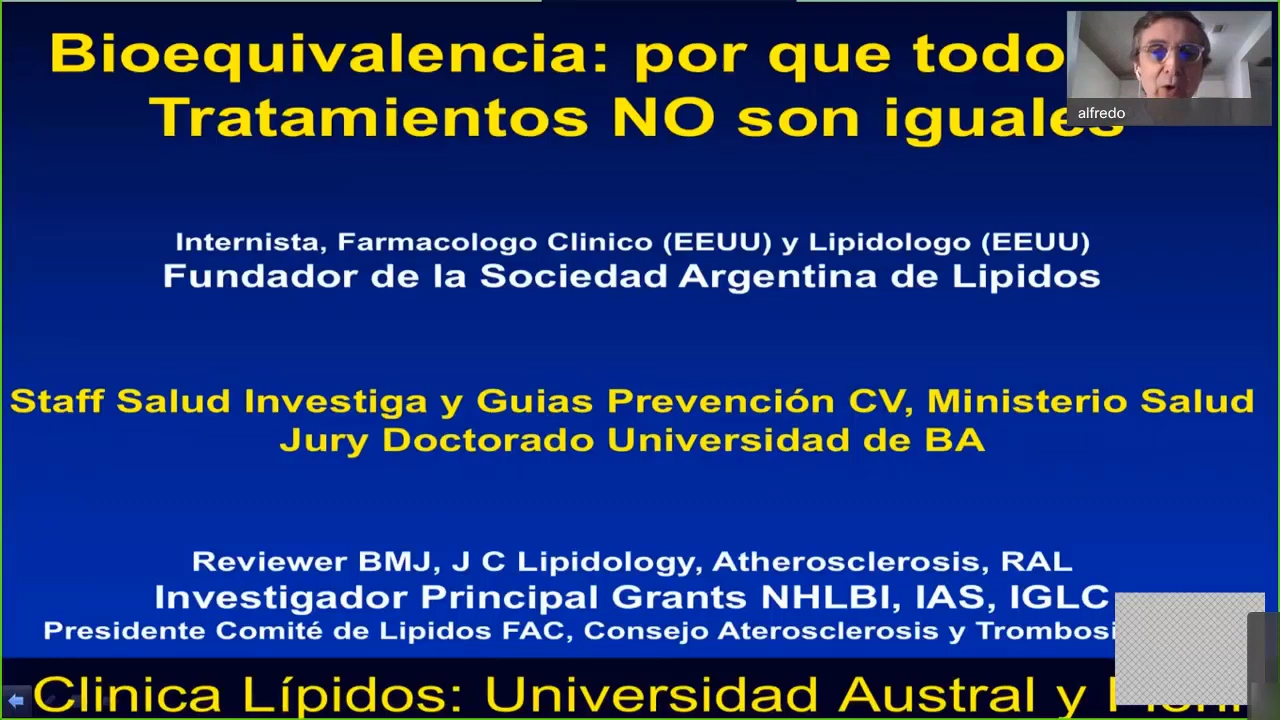 Bioequivalencia: por que todo
Tratamientos NO son iguales
alfredo
Internista, Farmacologo Clinico (EEUU) y Lipidologo (EEUU)
Fundador de la Sociedad Argentina de Lipidos
Staff Salud Investiga y Guias Prevención CV, Ministerio Salud
Jury Doctorado Universidad de BA
Reviewer BMJ, J C Lipidology, Atherosclerosis, RAL
Investigador Principal Grants NHLBI, IAS, IGLC
Presidente Comité de Lipidos FAC, Consejo Aterosclerosis y Trombosi
Clinica Lípidos: Universidad Austral y